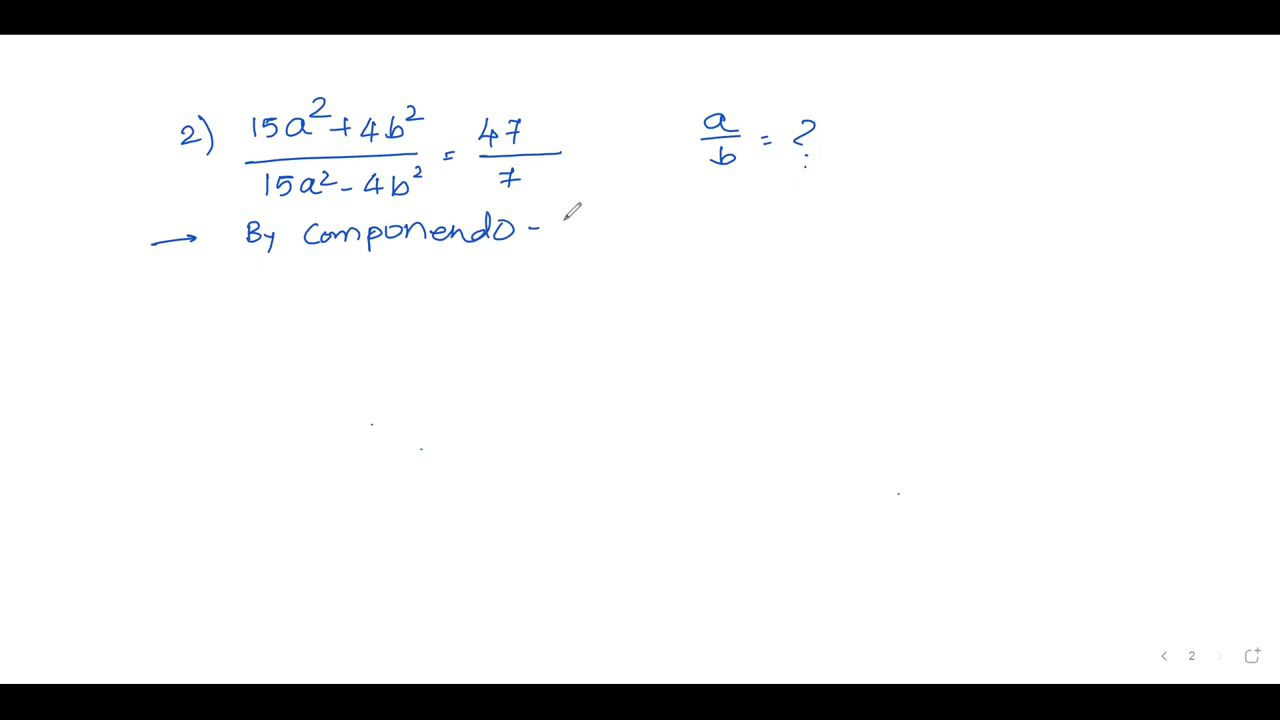 2) 15a²+4b² / 15a²-4b² = 47 / 7
a / b = ?
→ By componendo -
2